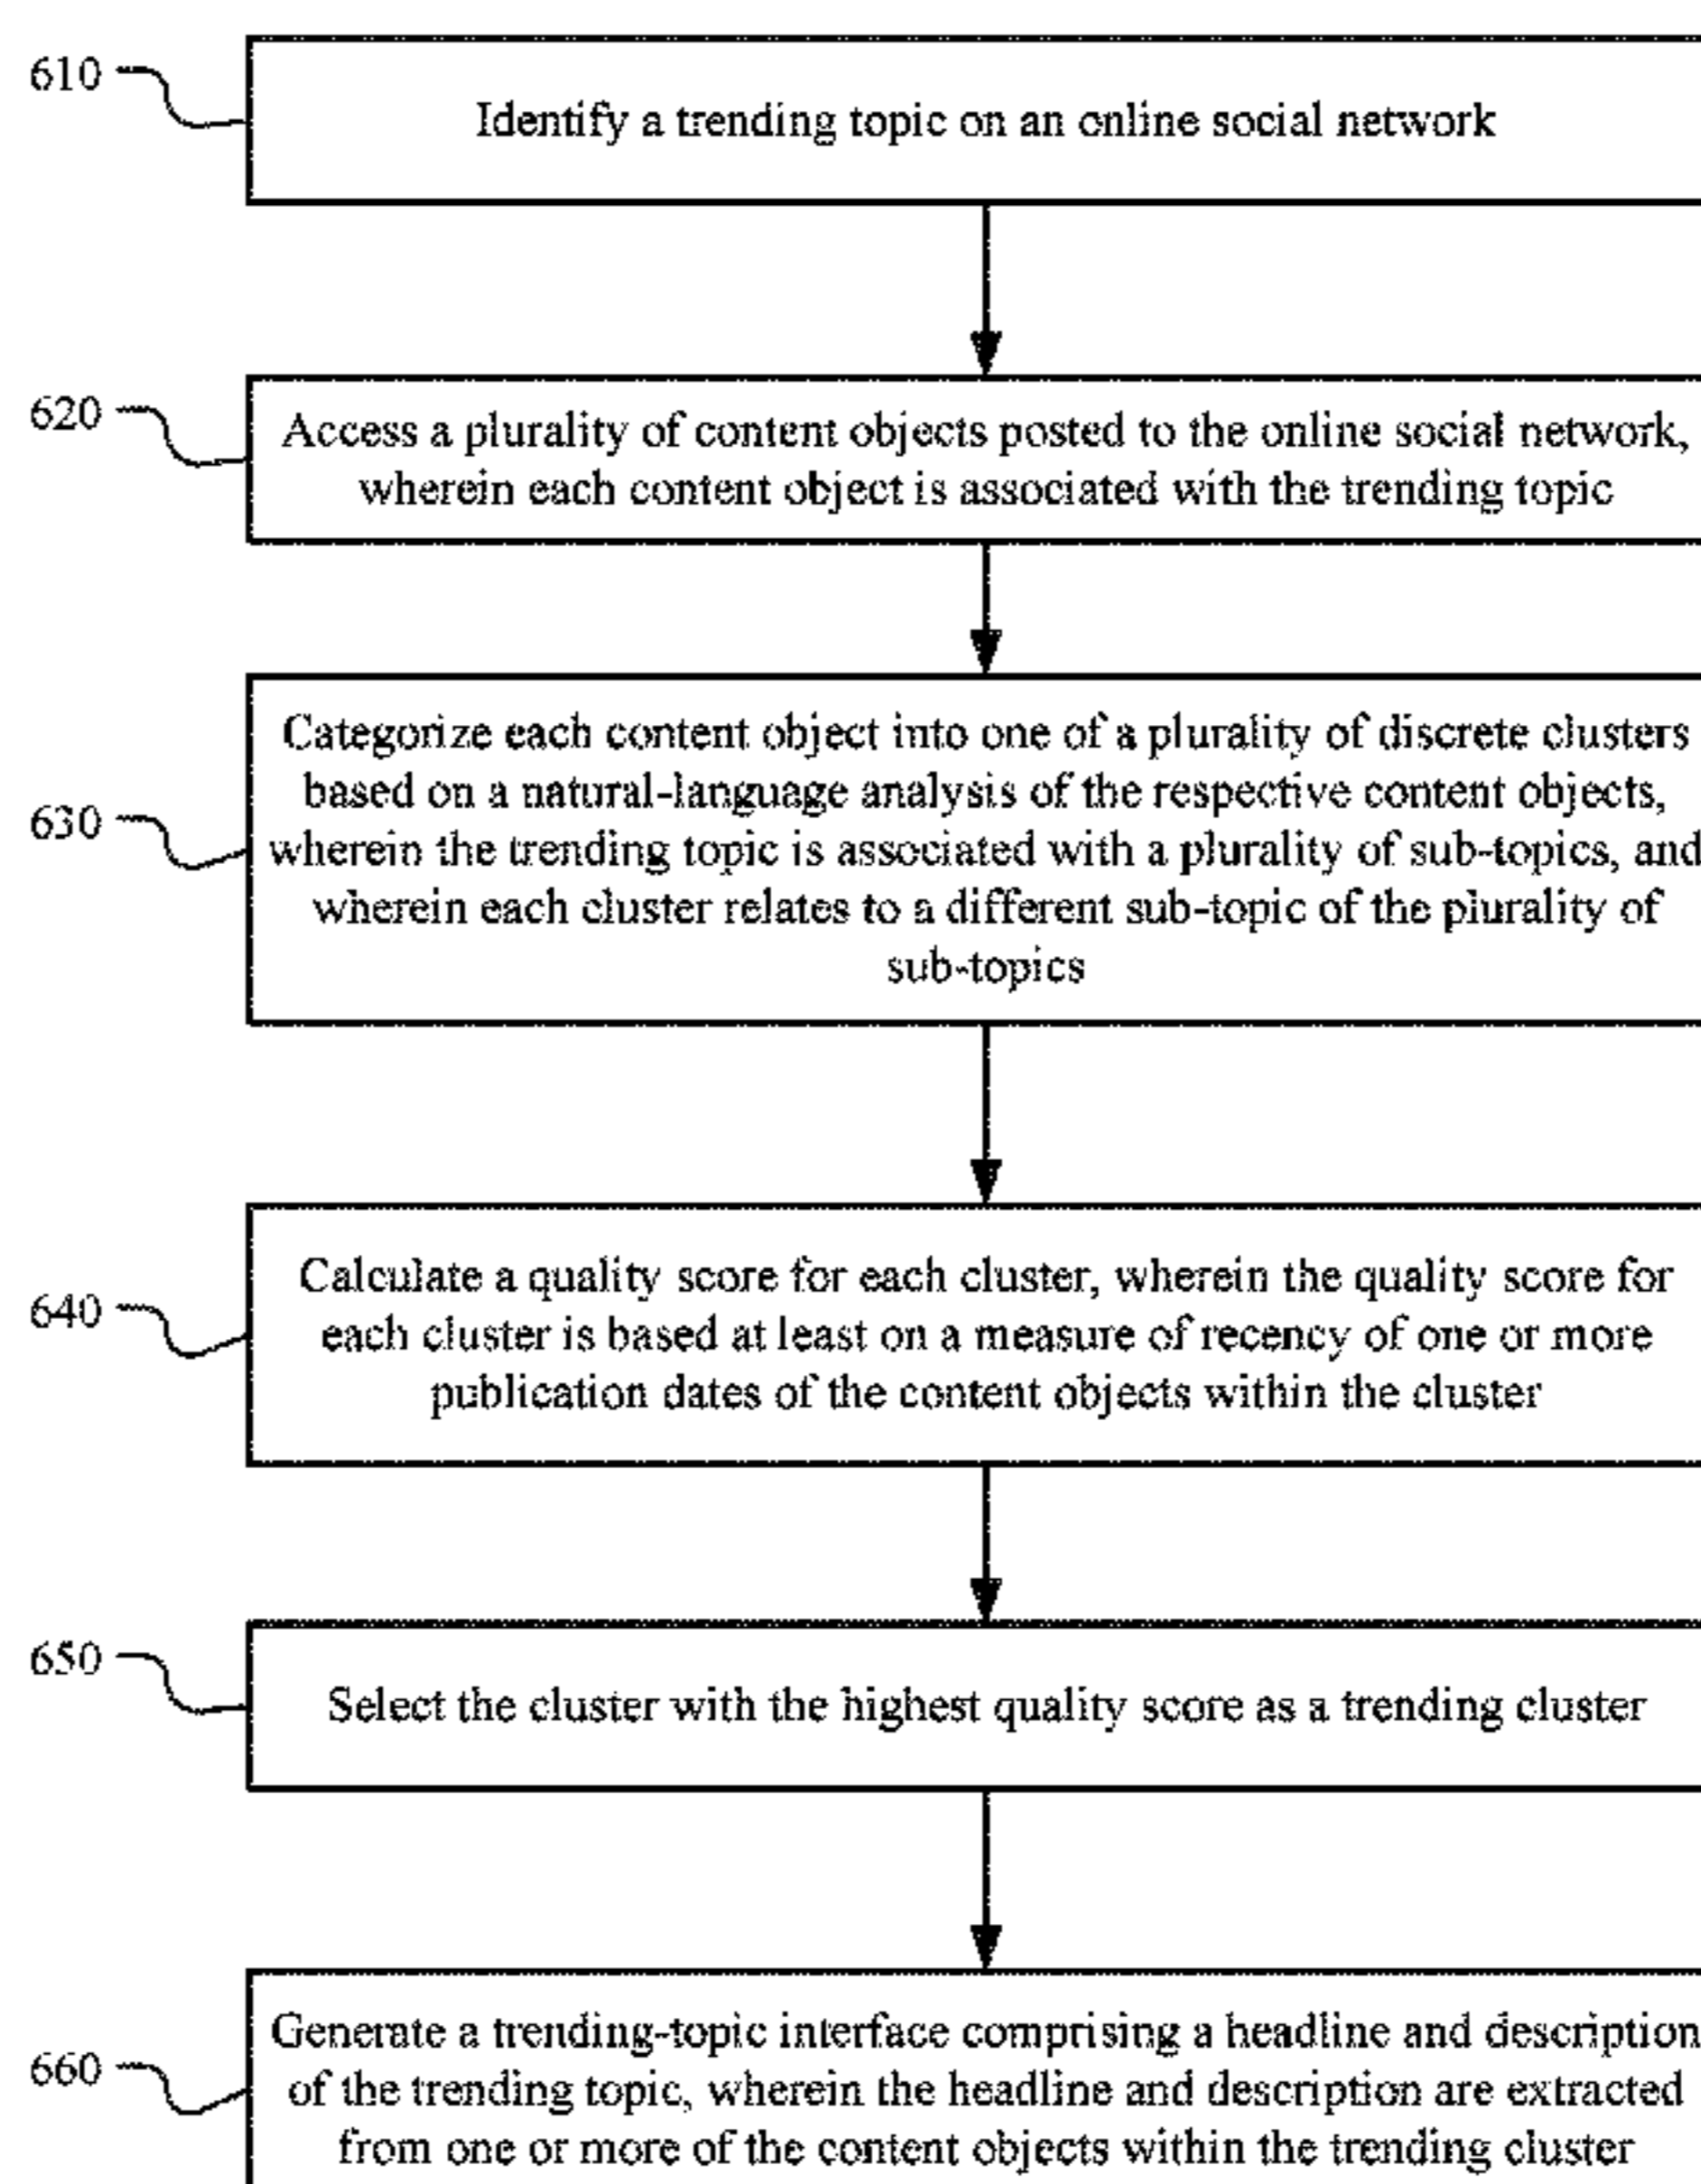 610
Identify a trending topic on an online social network
620
Access a plurality of content objects posted to the online social network,
wherein each content object is associated with the trending topic
630
Categorize each content object into one of a plurality of discrete clusters
based on a natural-language analysis of the respective content objects,
wherein the trending topic is associated with a plurality of sub-topics, and
wherein each cluster relates to a different sub-topic of the plurality of
sub-topics
640
Calculate a quality score for each cluster, wherein the quality score for
each cluster is based at least on a measure of recency of one or more
publication dates of the content objects within the cluster
650
Select the cluster with the highest quality score as a trending cluster
660
Generate a trending-topic interface comprising a headline and description
of the trending topic, wherein the headline and description are extracted
from one or more of the content objects within the trending cluster